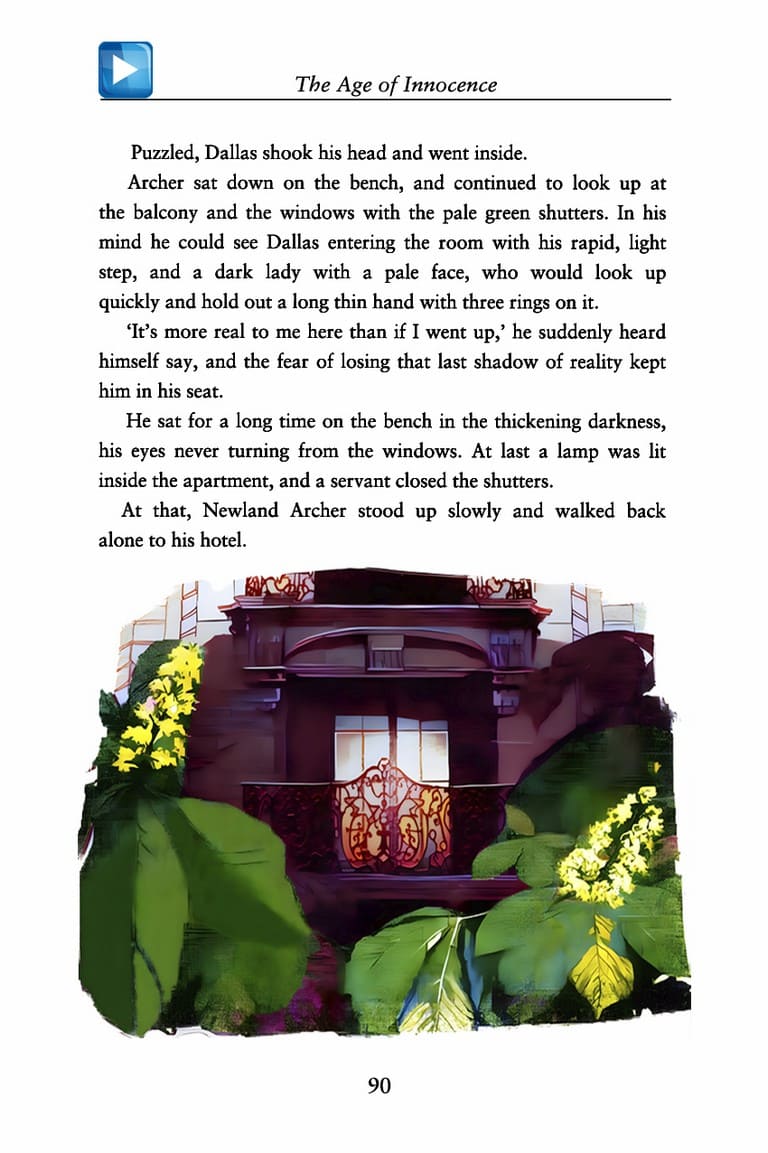 The Age of Innocence
Puzzled, Dallas shook his head and went inside.
Archer sat down on the bench, and continued to look up at
the balcony and the windows with the pale green shutters. In his
mind he could see Dallas entering the room with his rapid, light
step, and a dark lady with a pale face, who would look up
quickly and hold out a long thin hand with three rings on it.
‘It’s more real to me here than if I went up,’ he suddenly heard
himself say, and the fear of losing that last shadow of reality kept
him in his seat.
He sat for a long time on the bench in the thickening darkness,
his eyes never turning from the windows. At last a lamp was lit
inside the apartment, and a servant closed the shutters.
At that, Newland Archer stood up slowly and walked back
alone to his hotel.
90